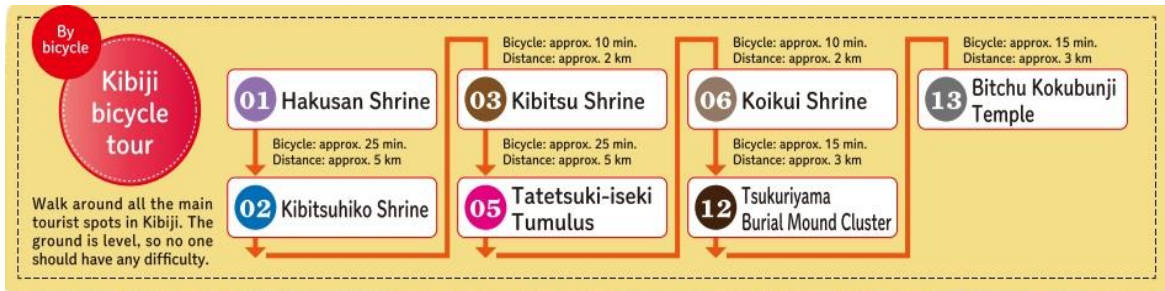 By
bicycle
Kibiji
bicycle
tour
Walk around all the main
tourist spots in Kibiji. The
ground is level, so no one
should have any difficulty.
01 Hakusan Shrine
Bicycle: approx. 25 min.
Distance: approx. 5 km
02 Kibitsuhiko Shrine
Bicycle: approx. 10 min.
Distance: approx. 2 km
03 Kibitsu Shrine
Bicycle: approx. 25 min.
Distance: approx. 5 km
05 Tatetsuki-iseki
Tumulus
Bicycle: approx. 10 min.
Distance: approx. 2 km
06 Koikui Shrine
Bicycle: approx. 15 min.
Distance: approx. 3 km
12 Tsukuriyama
Burial Mound Cluster
Bicycle: approx. 15 min.
Distance: approx. 3 km
13 Bitchu Kokubunji
Temple